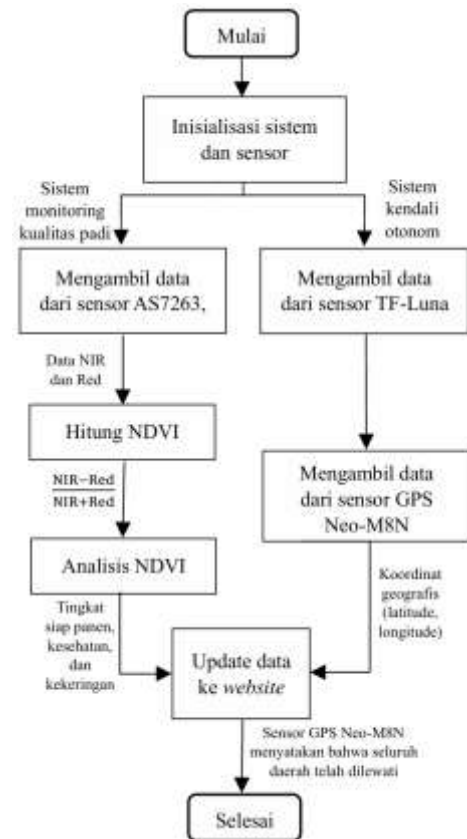 Mulai
Inisialisasi sistem
dan sensor
Sistem
monitoring
kualitas padi
Sistem
kendali
otonom
Mengambil data
dari sensor AS7263,
Mengambil data
dari sensor TF-Luna
Data NIR
dan Red
Hitung NDVI
NIR−Red
NIR+Red
Mengambil data
dari sensor GPS
Neo-M8N
Analisis NDVI
Tingkat
siap panen,
kesehatan,
dan
kekeringan
Koordinat
geografis
(latitude,
longitude)
Update data
ke website
Sensor GPS Neo-M8N
menyatakan bahwa seluruh
daerah telah dilewati
Selesai